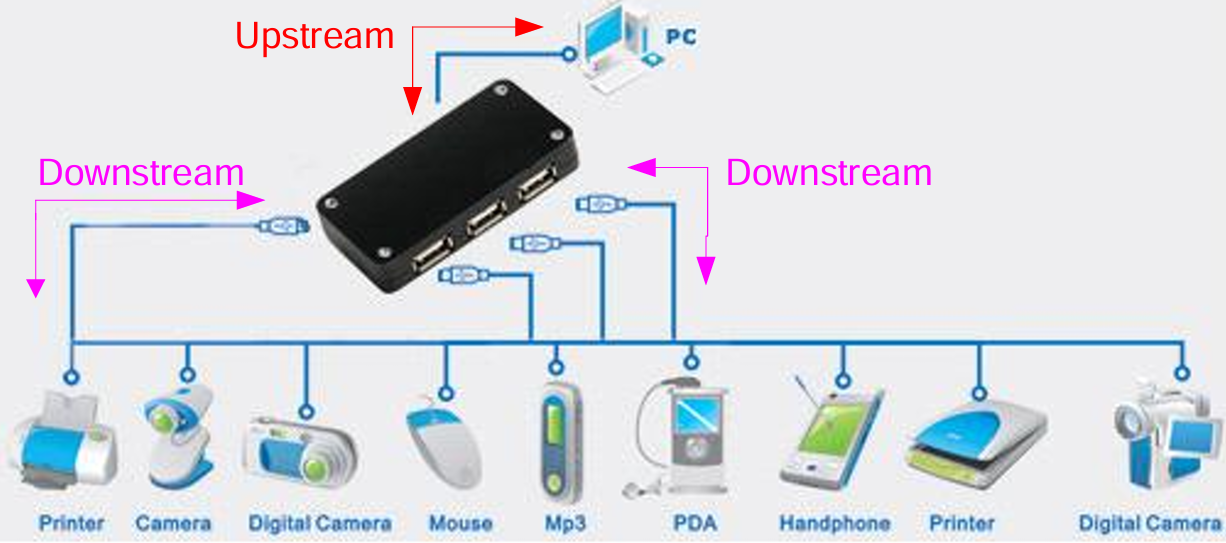 Upstream
PC
Downstream
Downstream
Printer
Camera
Digital Camera
Mouse
Mp3
PDA
Handphone
Printer
Digital Camera